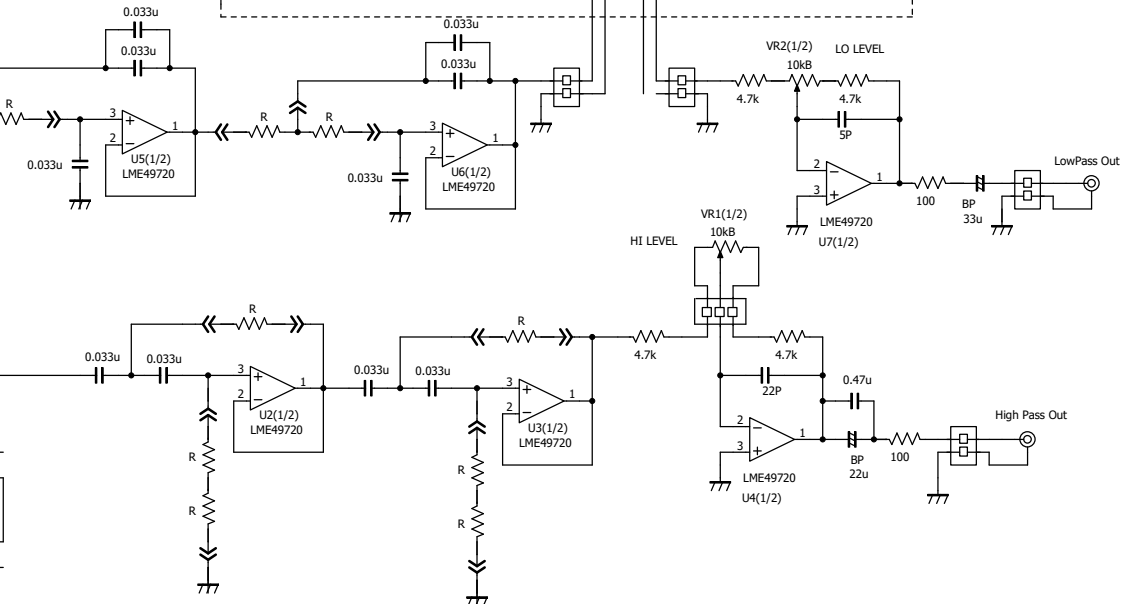 0.033u
0.033u
R
3
2
1
0.033u
U5(1/2)
LME49720
R
R
0.033u
0.033u
3
2
1
0.033u
U6(1/2)
LME49720
VR2(1/2)
10kB
LO LEVEL
4.7k
4.7k
5P
2
3
1
LME49720
U7(1/2)
100
BP
33u
LowPass Out
0.033u
0.033u
R
3
2
1
U2(1/2)
LME49720
R
R
0.033u
0.033u
R
3
2
1
U3(1/2)
LME49720
R
R
HI LEVEL
VR1(1/2)
10kB
4.7k
4.7k
22P
0.47u
2
3
1
LME49720
U4(1/2)
BP
22u
100
High Pass Out